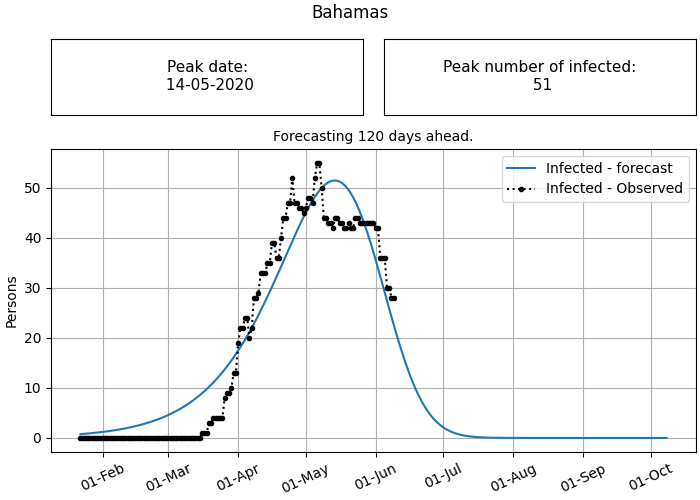 Bahamas
Peak date:
14-05-2020
Peak number of infected:
51
Forecasting 120 days ahead.
Infected - forecast
Infected - Observed
Persons
50
40
30
20
10
0
01-Feb
01-Mar
01-Apr
01-May
01-Jun
01-Jul
01-Aug
01-Sep
01-Oct